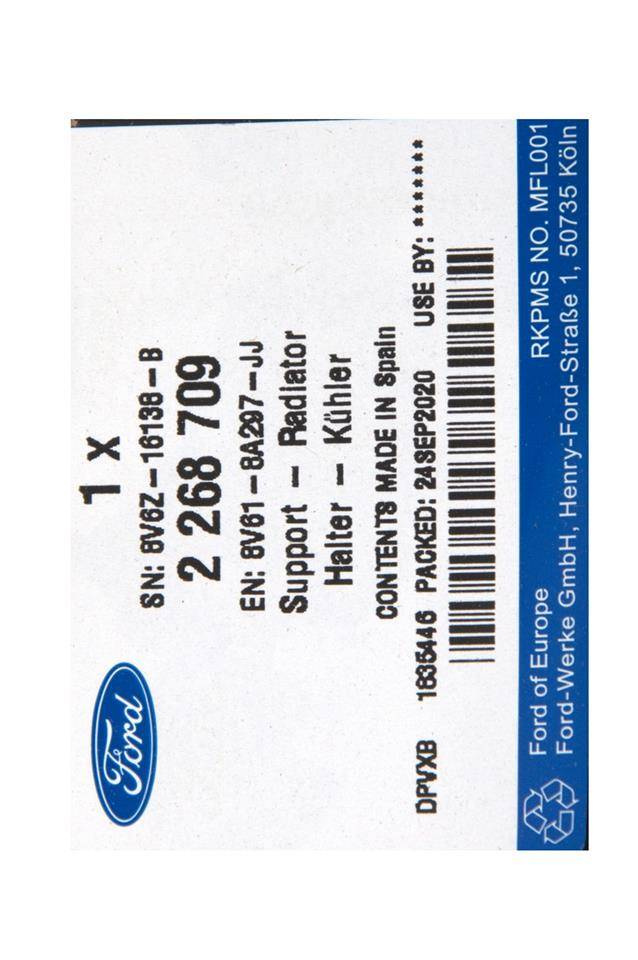 Ford
1 X
SN: 8V6Z-16138-B
2 268 709
EN: 8V61-8A297-JJ
Support - Radiator
Halter - Kühler
CONTENTS MADE IN Spain
DPVXB 1635446 PACKED: 24SEP2020 USE BY: ********
Ford of Europe RKPMS NO. MFL001
Ford-Werke GmbH, Henry-Ford-Straße 1, 50735 Köln